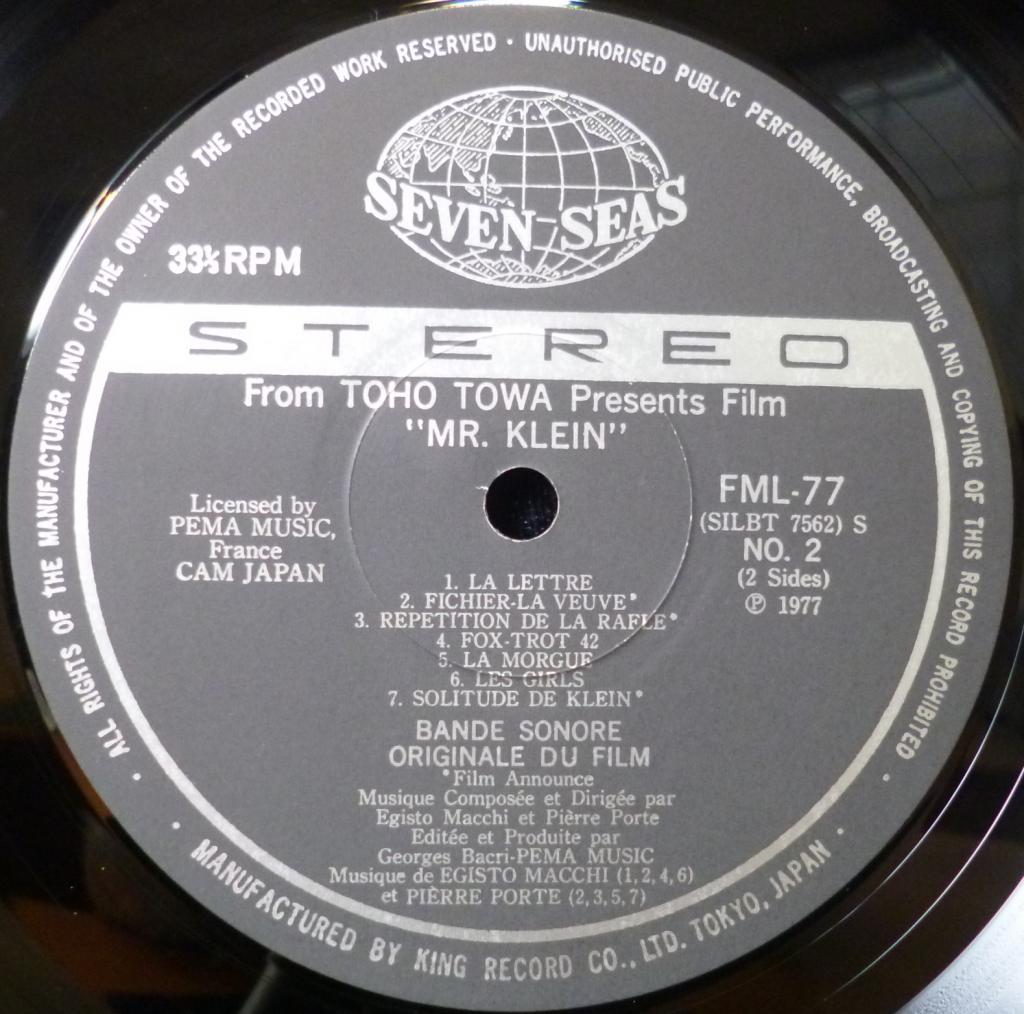 ALL RIGHTS OF THE MANUFACTURER AND OF THE OWNER OF THE RECORDED WORK RESERVED · UNAUTHORISED PUBLIC PERFORMANCE, BROADCASTING AND COPYING OF THIS RECORD PROHIBITED
SEVEN-SEAS
33⅓RPM
STEREO
From TOHO TOWA Presents Film
"MR. KLEIN"
Licensed by
PEMA MUSIC,
France
CAM JAPAN
FML-77
(SILBT 7562) S
NO. 2
(2 Sides)
℗ 1977
1. LA LETTRE
2. FICHIER-LA VEUVE*
3. REPETITION DE LA RAFLE*
4. FOX-TROT 42
5. LA MORGUE
6. LES GIRLS
7. SOLITUDE DE KLEIN*
BANDE SONORE
ORIGINALE DU FILM
*Film Announce
Musique Composée et Dirigée par
Egisto Macchi et Pièrre Porte
Editée et Produite par
Georges Bacri-PEMA MUSIC
Musique de EGISTO MACCHI (1,2,4,6)
et PIÈRRE PORTE (2,3,5,7)
· MANUFACTURED BY KING RECORD CO., LTD. TOKYO, JAPAN ·